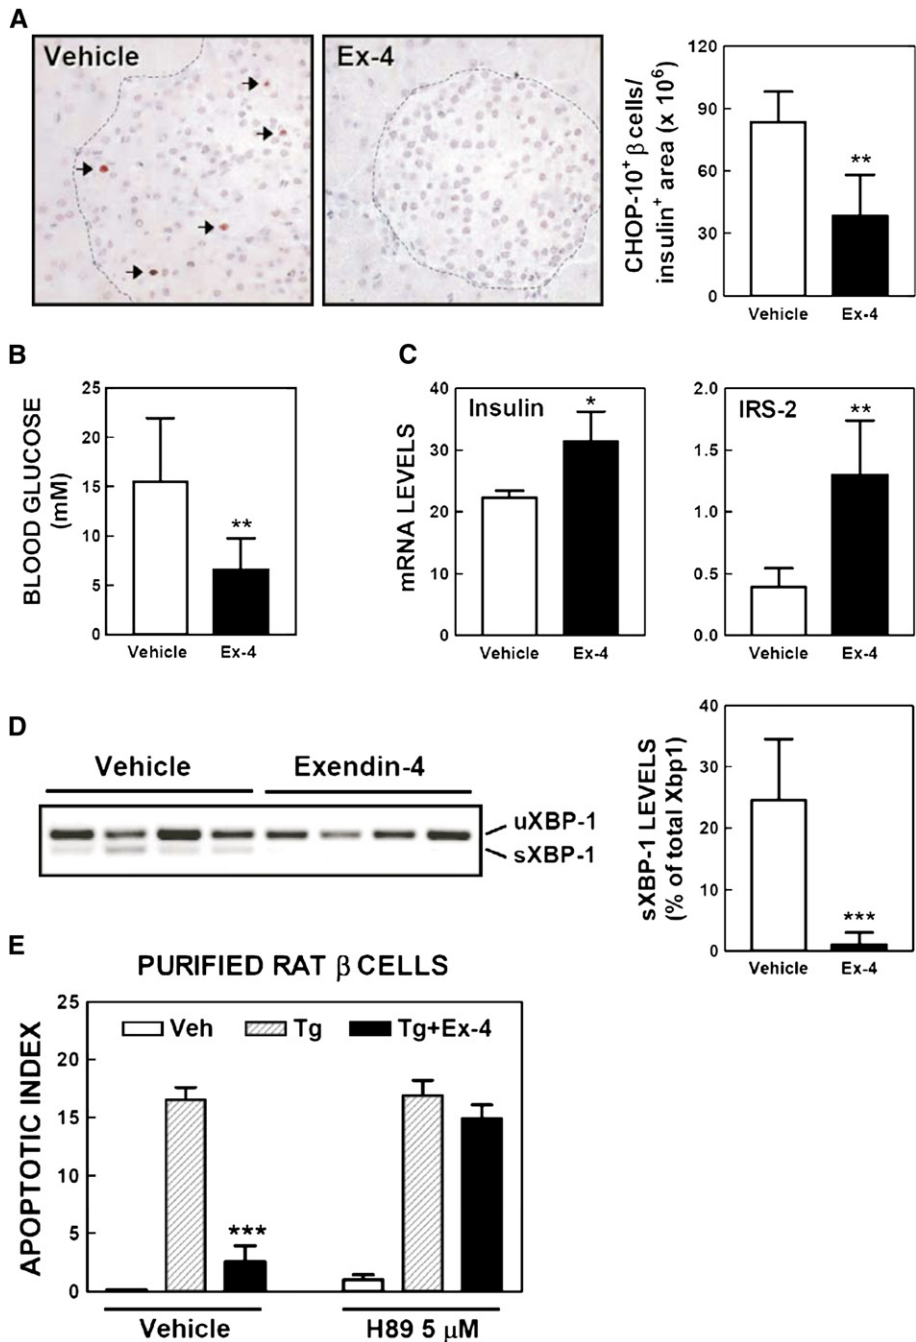 A
Vehicle
Ex-4
CHOP-10+ β cells/
insulin+ area (x 10⁶)
120
90
60
30
0
**
Vehicle
Ex-4
B
BLOOD GLUCOSE
(mM)
25
20
15
10
5
0
**
Vehicle
Ex-4
C
mRNA LEVELS
40
30
20
10
0
Insulin
*
Vehicle
Ex-4
2.0
1.5
1.0
0.5
0.0
IRS-2
**
Vehicle
Ex-4
D
Vehicle
Exendin-4
uXBP-1
sXBP-1
sXBP-1 LEVELS
(% of total Xbp1)
40
30
20
10
0
***
Vehicle
Ex-4
E
PURIFIED RAT β CELLS
APOPTOTIC INDEX
25
20
15
10
5
0
Veh
Tg
Tg+Ex-4
***
Vehicle
H89 5 μM